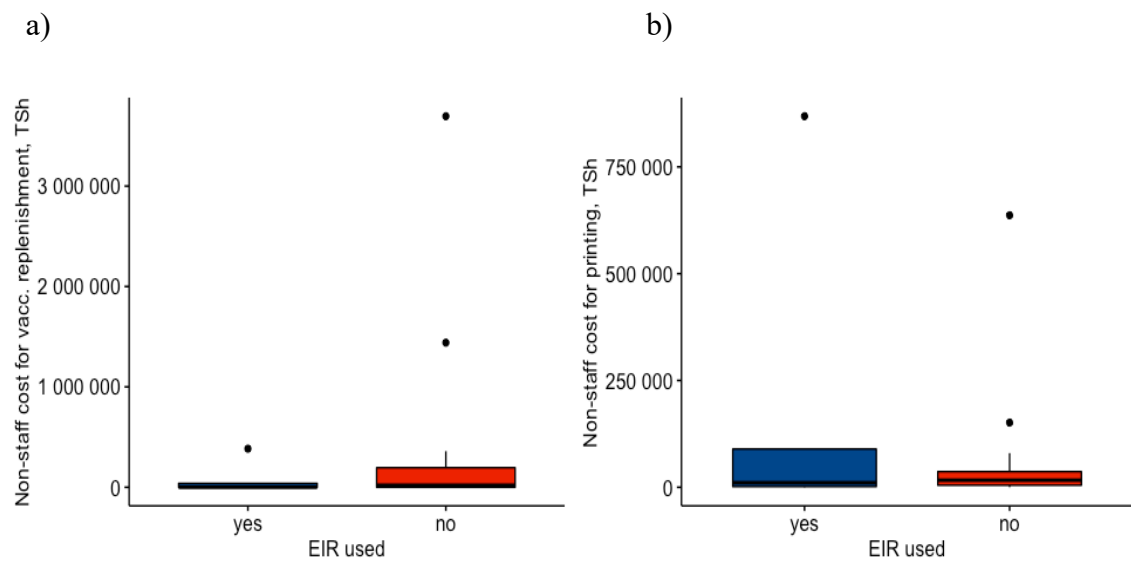 a)
b)
Non-staff cost for vacc. replenishment, TSh
3 000 000
2 000 000
1 000 000
0
yes
no
EIR used
Non-staff cost for printing, TSh
750 000
500 000
250 000
0
yes
no
EIR used